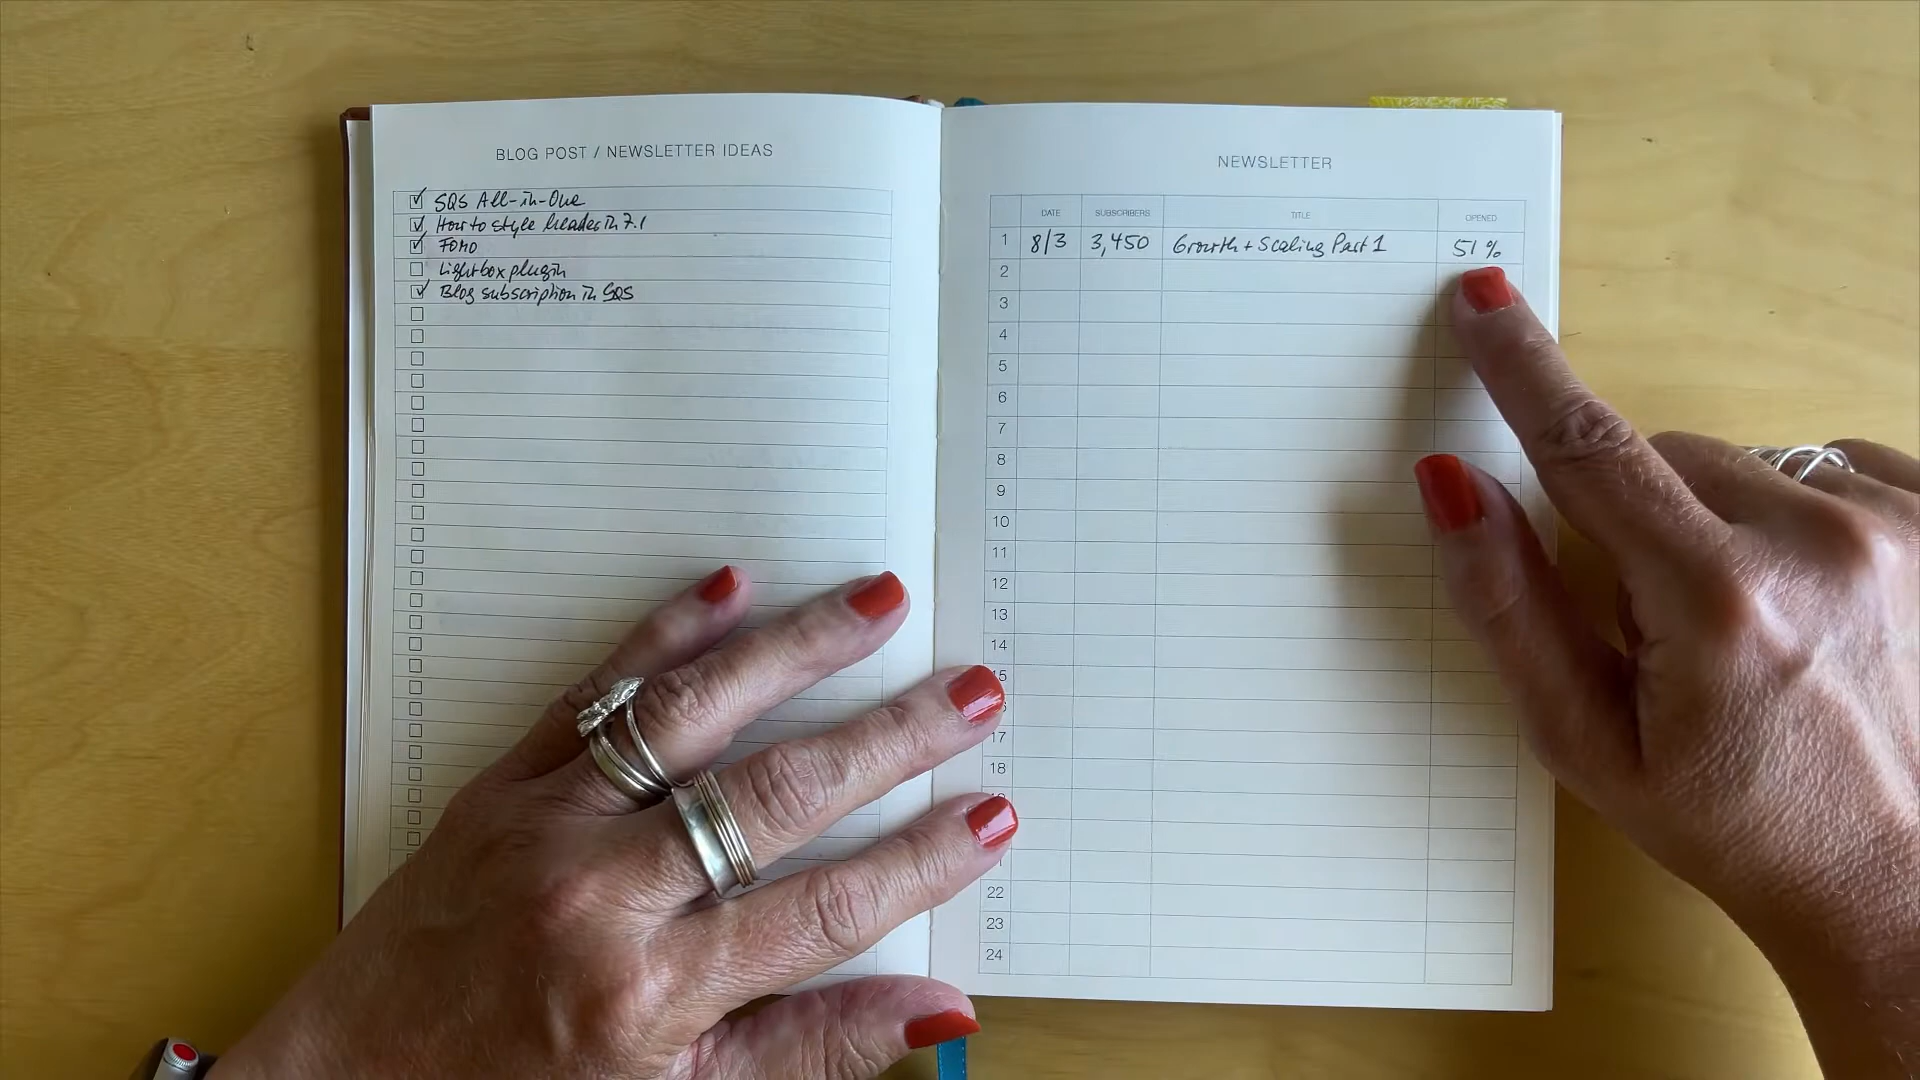 BLOG POST / NEWSLETTER IDEAS
SQS All-in-One
How to style header in 7.1
FOMO
Lightbox plugin
Blog subscription in SQS
NEWSLETTER
DATE SUBSCRIBERS TITLE OPENED
1 8/3 3,450 Growth + Scaling Part 1 51 %
2
3
4
5
6
7
8
9
10
11
12
13
14
17
18
22
23
24